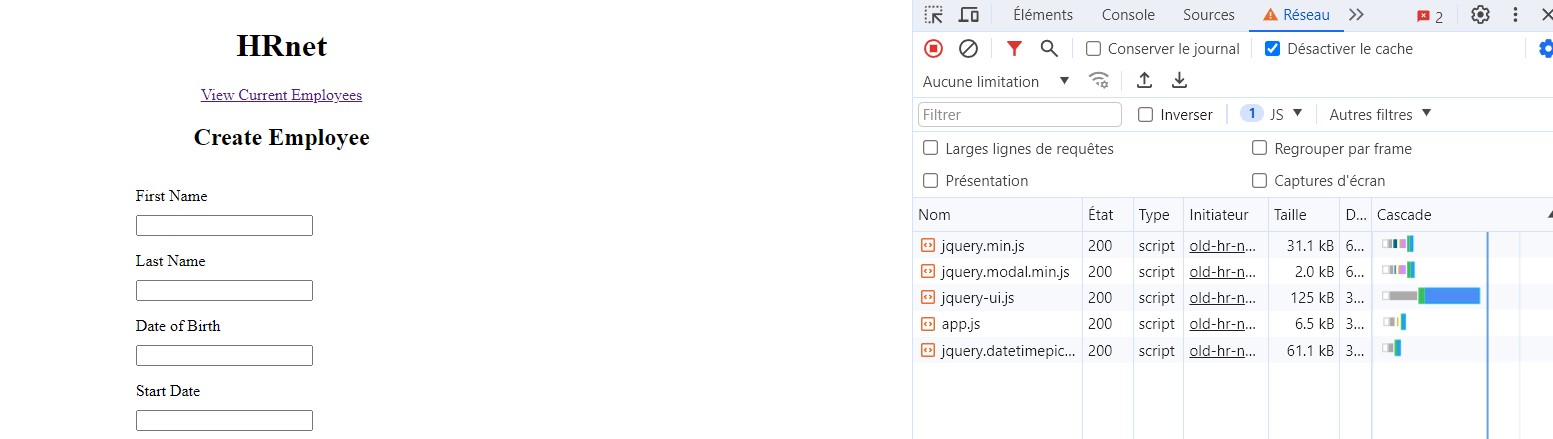 HRnet
View Current Employees
Create Employee
First Name
Last Name
Date of Birth
Start Date
Éléments Console Sources Réseau 2
Conserver le journal Désactiver le cache
Aucune limitation
Filtrer Inverser 1 JS Autres filtres
Larges lignes de requêtes Regrouper par frame
Présentation Captures d'écran
Nom État Type Initiateur Taille D... Cascade
jquery.min.js 200 script old-hr-n... 31.1 kB 6...
jquery.modal.min.js 200 script old-hr-n... 2.0 kB 6...
jquery-ui.js 200 script old-hr-n... 125 kB 3...
app.js 200 script old-hr-n... 6.5 kB 3...
jquery.datetimepic... 200 script old-hr-n... 61.1 kB 3...